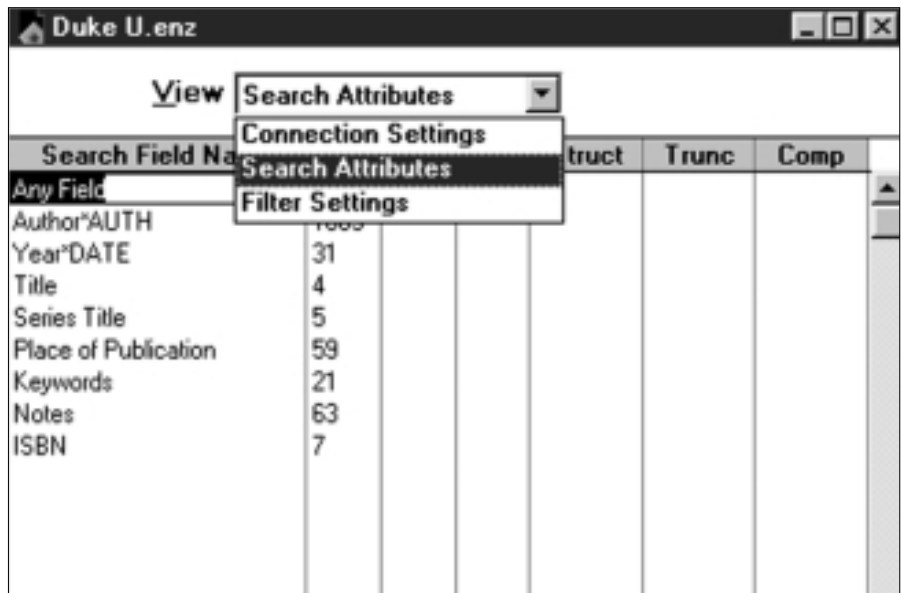 Duke U.enz
View Search Attributes
Connection Settings
Search Attributes
Filter Settings
Search Field Na truct Trunc Comp
Any Field
Author*AUTH
Year*DATE 31
Title 4
Series Title 5
Place of Publication 59
Keywords 21
Notes 63
ISBN 7